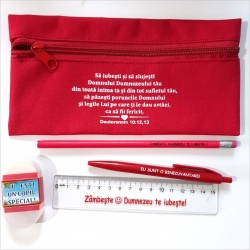 Să iubești și să slujești
Domnului Dumnezeului tău
din toată inima ta și din tot sufletul tău,
să păzești poruncile Domnului
și legile Lui pe care ți le dau astăzi,
ca să fii fericit.
Deuteronom 10:12,13
EU SUNT O BINECUVÂNTARE!
TU EȘTI
UN COPIL
SPECIAL!
Zâmbește Dumnezeu te iubește!